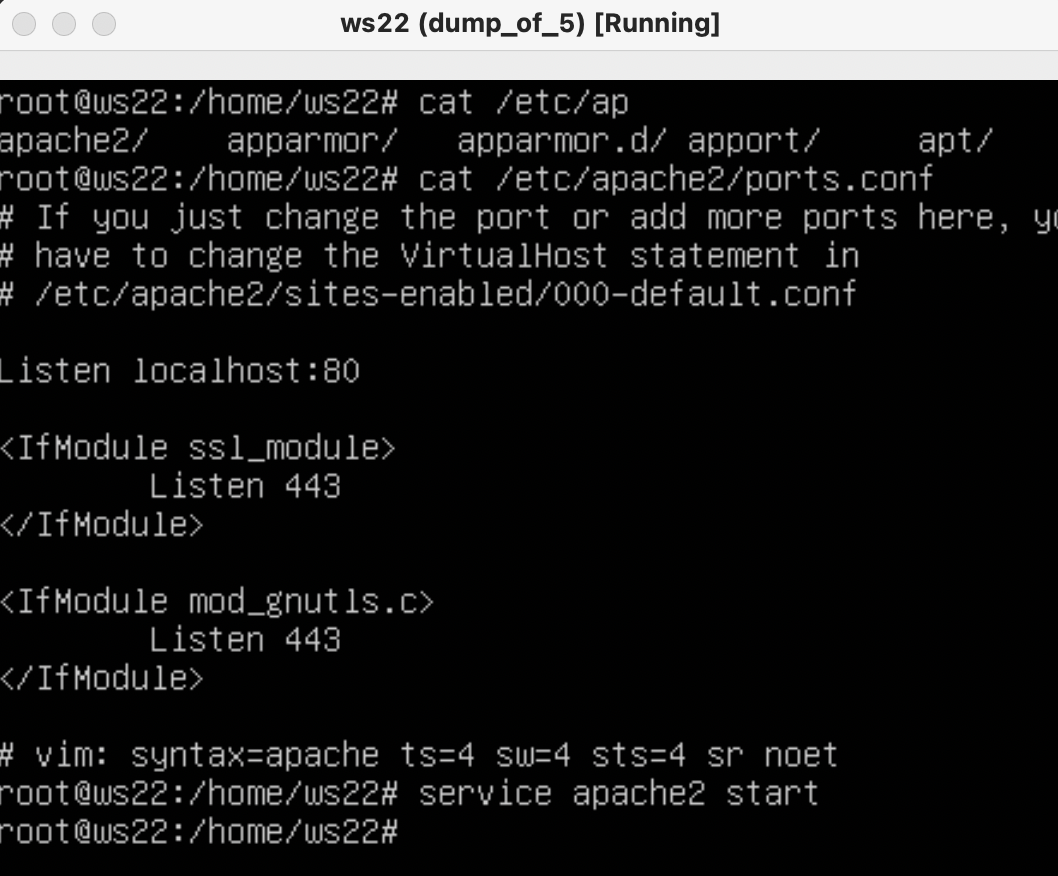 ws22 (dump_of_5) [Running]
root@ws22:/home/ws22# cat /etc/ap
apache2/    apparmor/   apparmor.d/ apport/     apt/
root@ws22:/home/ws22# cat /etc/apache2/ports.conf
# If you just change the port or add more ports here,
# have to change the VirtualHost statement in
# /etc/apache2/sites-enabled/000-default.conf

Listen localhost:80

<IfModule ssl_module>
        Listen 443
</IfModule>

<IfModule mod_gnutls.c>
        Listen 443
</IfModule>

# vim: syntax=apache ts=4 sw=4 sts=4 sr noet
root@ws22:/home/ws22# service apache2 start
root@ws22:/home/ws22#